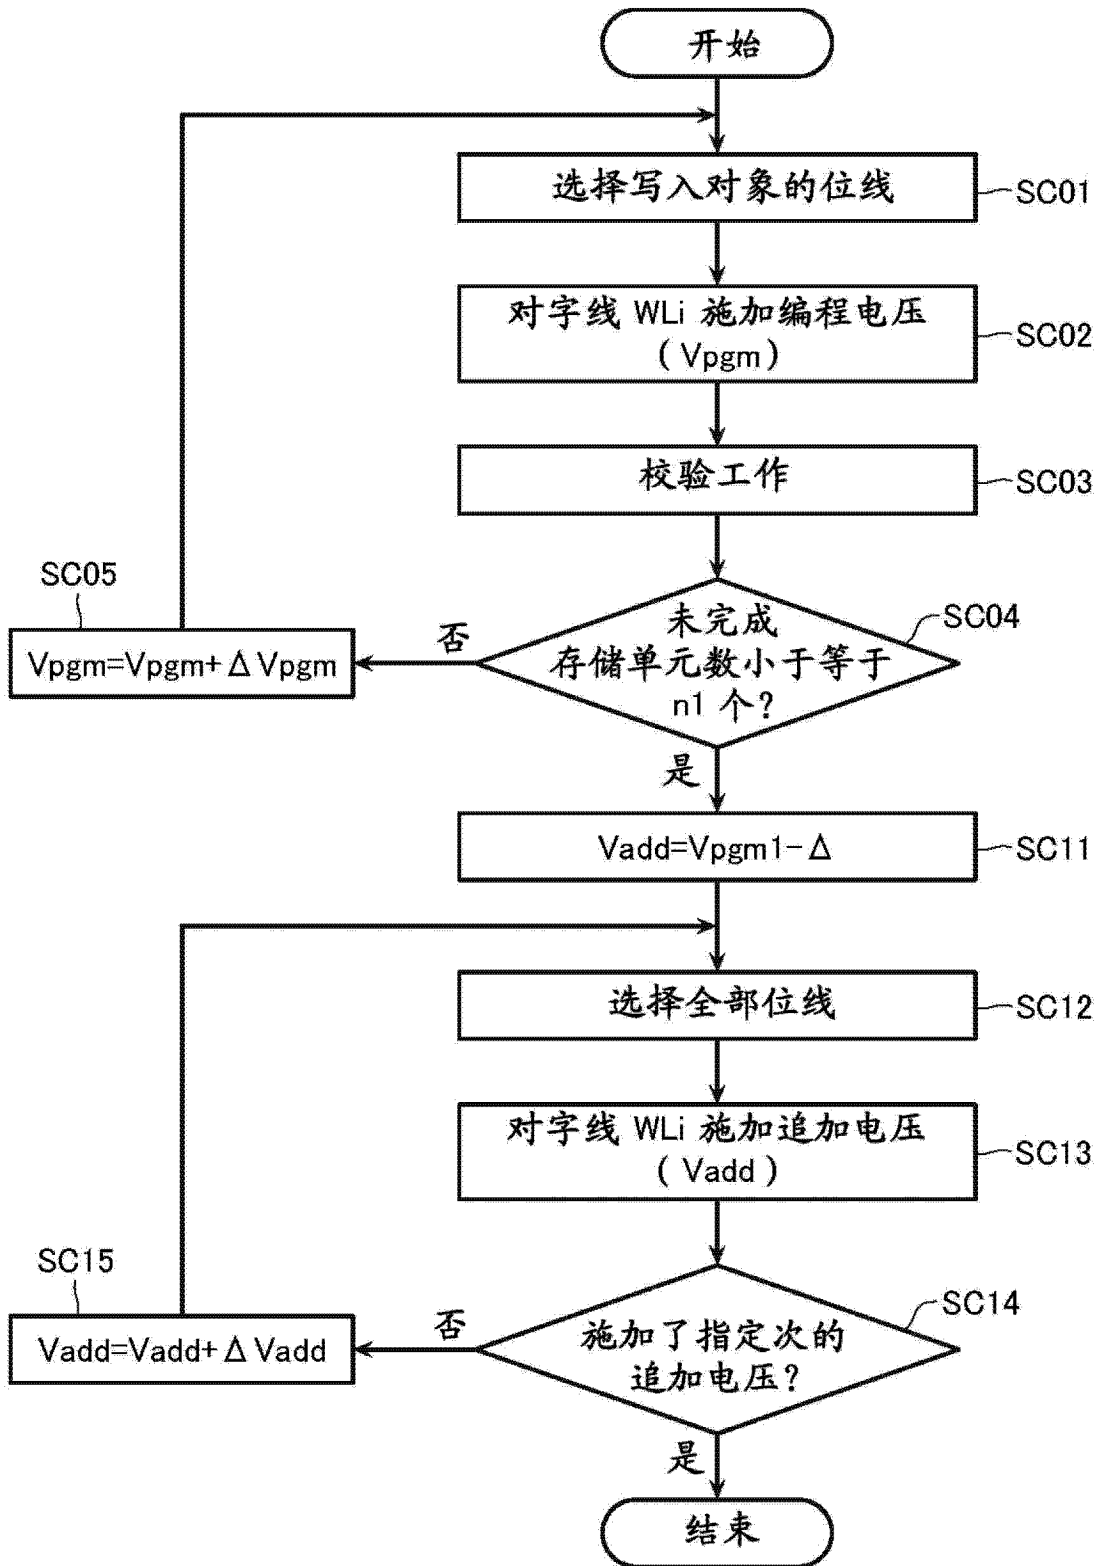 开始
选择写入对象的位线
SC01
对字线 WLi 施加编程电压
( Vpgm )
SC02
校验工作
SC03
SC05
Vpgm=Vpgm+Δ Vpgm
否
未完成
存储单元数小于等于
n1 个?
SC04
是
Vadd=Vpgm1-Δ
SC11
选择全部位线
SC12
对字线 WLi 施加追加电压
( Vadd )
SC13
SC15
Vadd=Vadd+Δ Vadd
否
施加了指定次的
追加电压?
SC14
是
结束